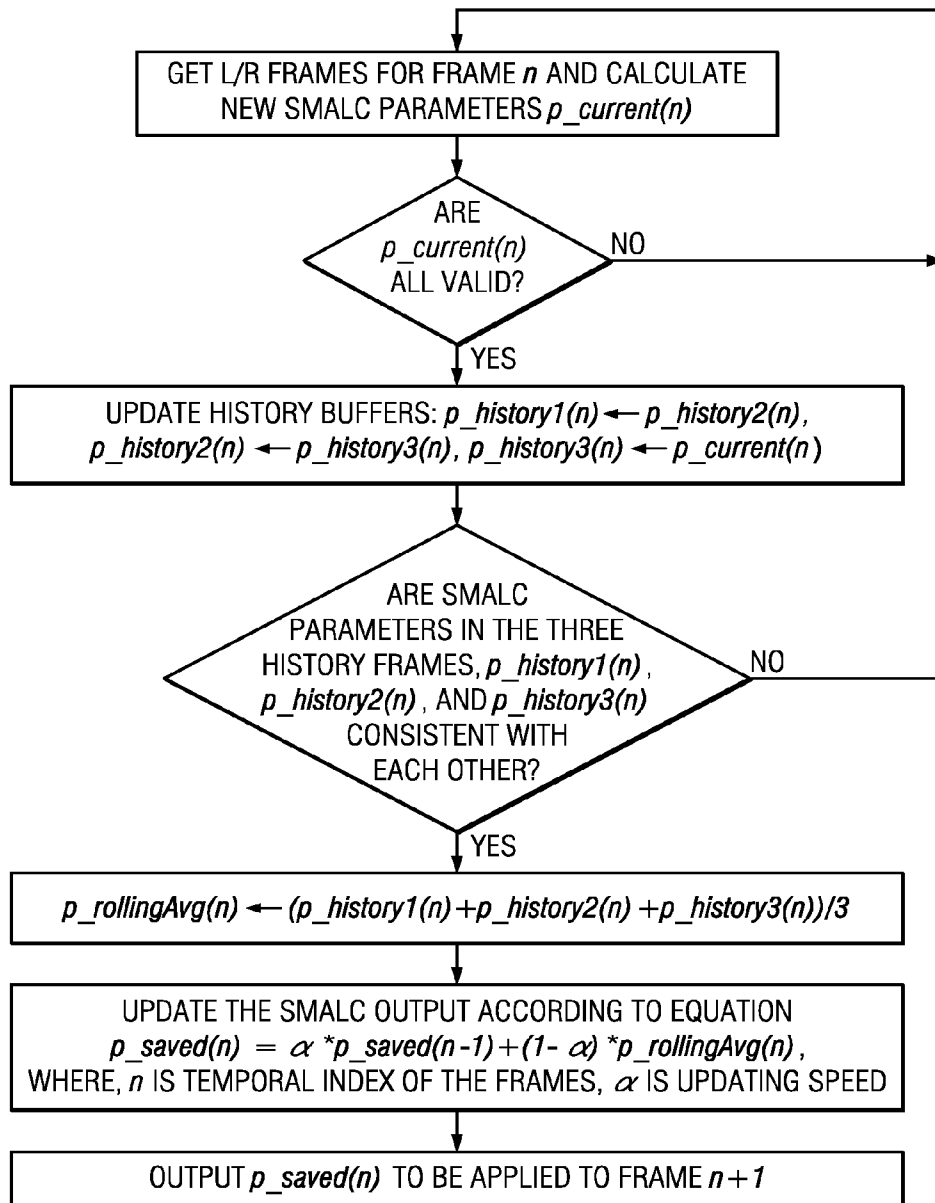 GET L/R FRAMES FOR FRAME n AND CALCULATE
NEW SMALC PARAMETERS p_current(n)
ARE
p_current(n)
ALL VALID?
NO
YES
UPDATE HISTORY BUFFERS: p_history1(n) ← p_history2(n),
p_history2(n) ← p_history3(n), p_history3(n) ← p_current(n)
ARE SMALC
PARAMETERS IN THE THREE
HISTORY FRAMES, p_history1(n),
p_history2(n), AND p_history3(n)
CONSISTENT WITH
EACH OTHER?
NO
YES
p_rollingAvg(n) ← (p_history1(n)+p_history2(n)+p_history3(n))/3
UPDATE THE SMALC OUTPUT ACCORDING TO EQUATION
p_saved(n) = α *p_saved(n-1)+(1- α) *p_rollingAvg(n),
WHERE, n IS TEMPORAL INDEX OF THE FRAMES, α IS UPDATING SPEED
OUTPUT p_saved(n) TO BE APPLIED TO FRAME n+1